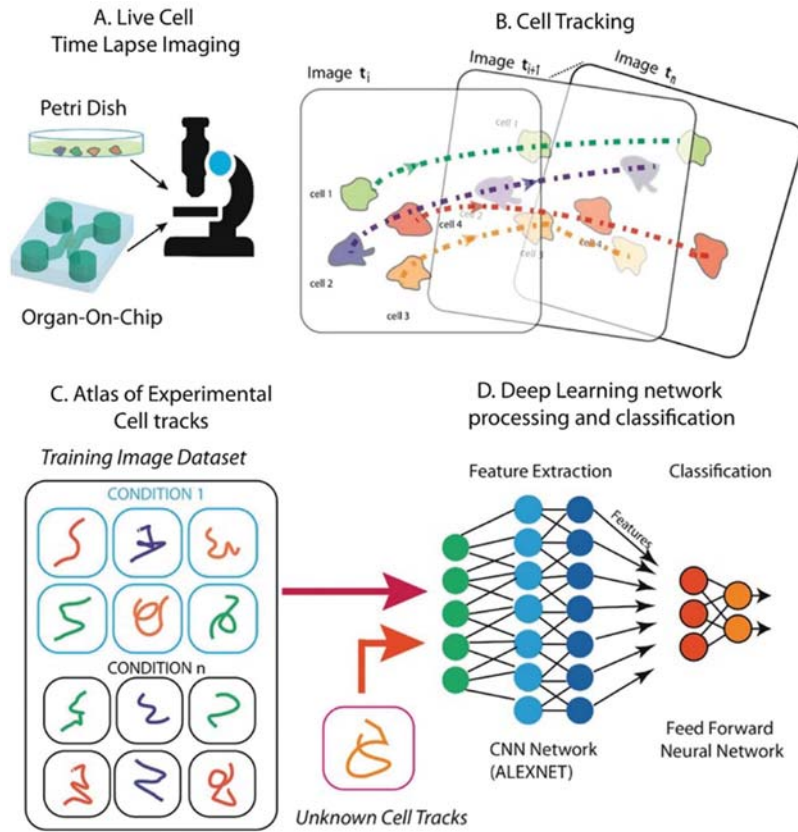 A. Live Cell
Time Lapse Imaging
Petri Dish
Organ-On-Chip
B. Cell Tracking
Image ti
Image ti+1
Image tn
cell 1
cell 1
cell 2
cell 4
cell 2
cell 3
cell 4
cell 3
C. Atlas of Experimental
Cell tracks
Training Image Dataset
CONDITION 1
CONDITION n
Unknown Cell Tracks
D. Deep Learning network
processing and classification
Feature Extraction
Classification
Features
CNN Network
(ALEXNET)
Feed Forward
Neural Network